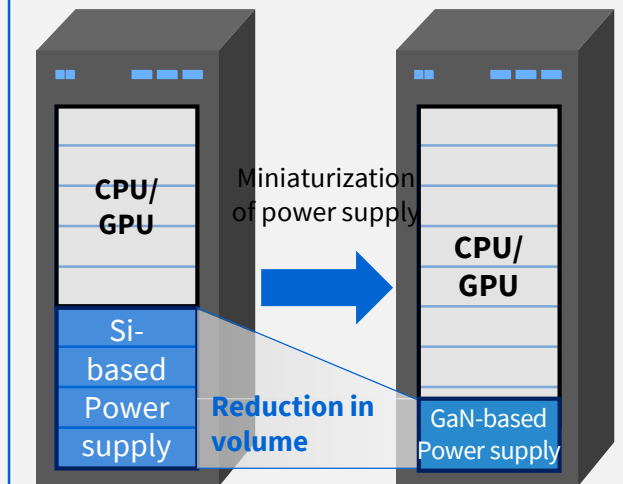 CPU/
GPU
Si-
based
Power
supply
Miniaturization
of power supply
Reduction in
volume
CPU/
GPU
GaN-based
Power supply